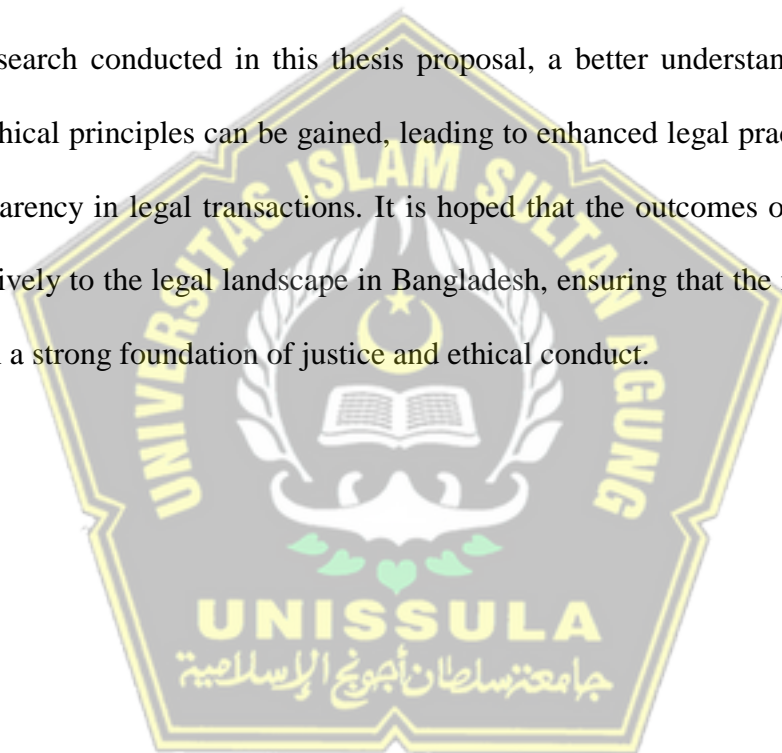 search conducted in this thesis proposal, a better understan
hical principles can be gained, leading to enhanced legal prac
arency in legal transactions. It is hoped that the outcomes o
ively to the legal landscape in Bangladesh, ensuring that the
a strong foundation of justice and ethical conduct.
UNIVERSITAS ISLAM SULTAN AGUNG
UNISSULA
جامعتنسلطان أجونج الإسلامية